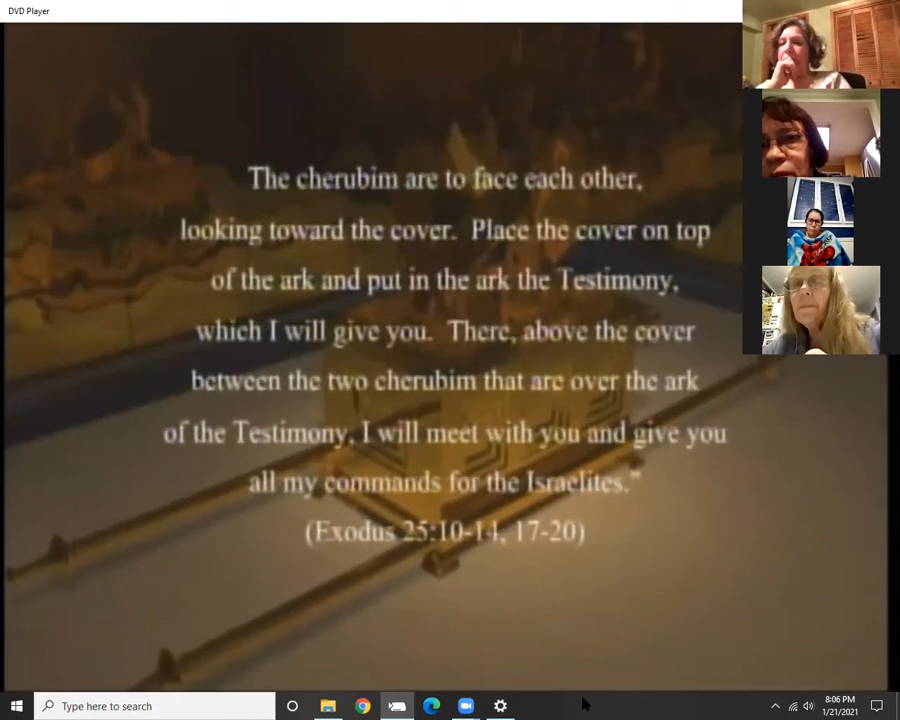 DVD Player
The cherubim are to face each other,
looking toward the cover. Place the cover on top
of the ark and put in the ark the Testimony,
which I will give you. There, above the cover
between the two cherubim that are over the ark
of the Testimony, I will meet with you and give you
all my commands for the Israelites."
(Exodus 25:10-14, 17-20)
Type here to search
8:06 PM
1/21/2021